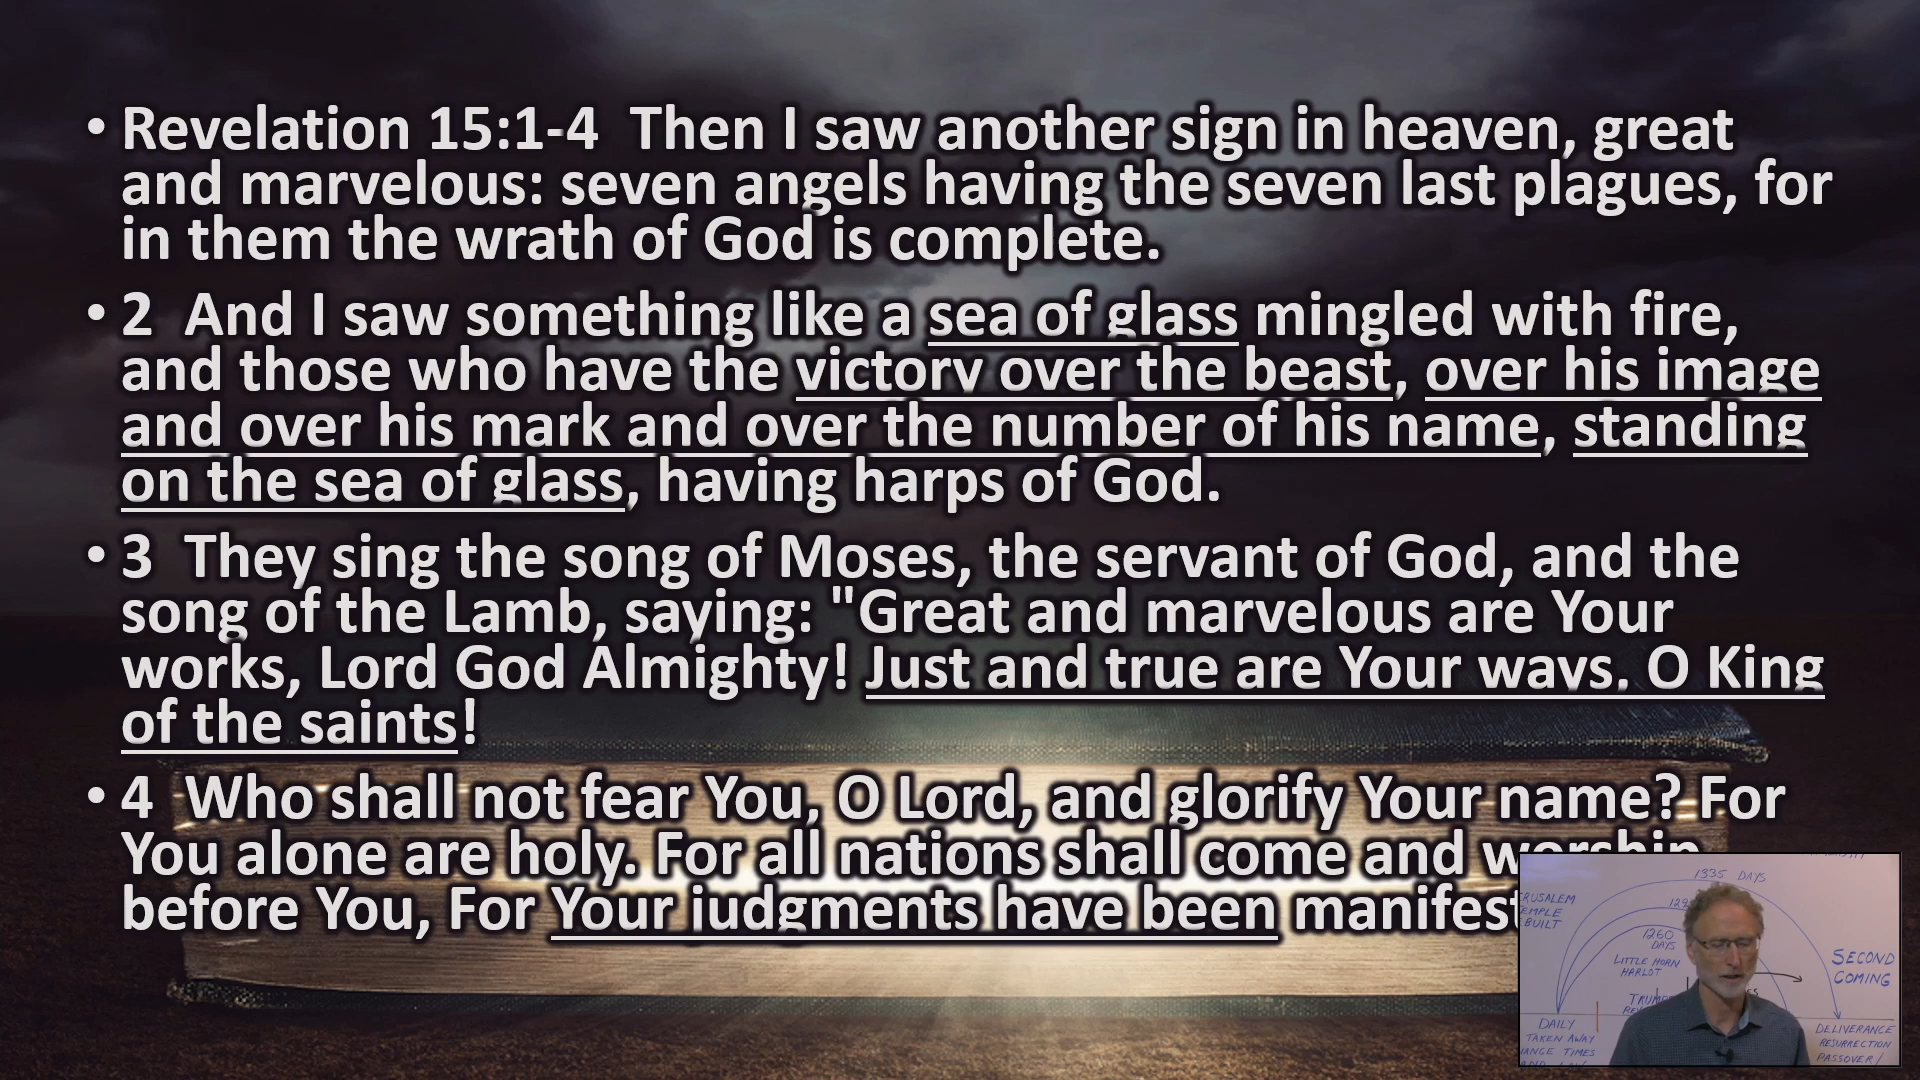 • Revelation 15:1-4 Then I saw another sign in heaven, great
and marvelous: seven angels having the seven last plagues, for
in them the wrath of God is complete.
• 2 And I saw something like a sea of glass mingled with fire,
and those who have the victory over the beast, over his image
and over his mark and over the number of his name, standing
on the sea of glass, having harps of God.
• 3 They sing the song of Moses, the servant of God, and the
song of the Lamb, saying: "Great and marvelous are Your
works, Lord God Almighty! Just and true are Your ways, O King
of the saints!
• 4 Who shall not fear You, O Lord, and glorify Your name? For
You alone are holy. For all nations shall come and worship
before You, For Your judgments have been manifest
1335 DAYS
RUSALEM
EMPLE
BUILT
129
1260
DAYS
LITTLE HORN
HARLOT
SECOND
COMING
TRUM
DAILY
TAKEN AWAY
ANGE TIMES
DELIVERANCE
RESURRECTION
PASSOVER/